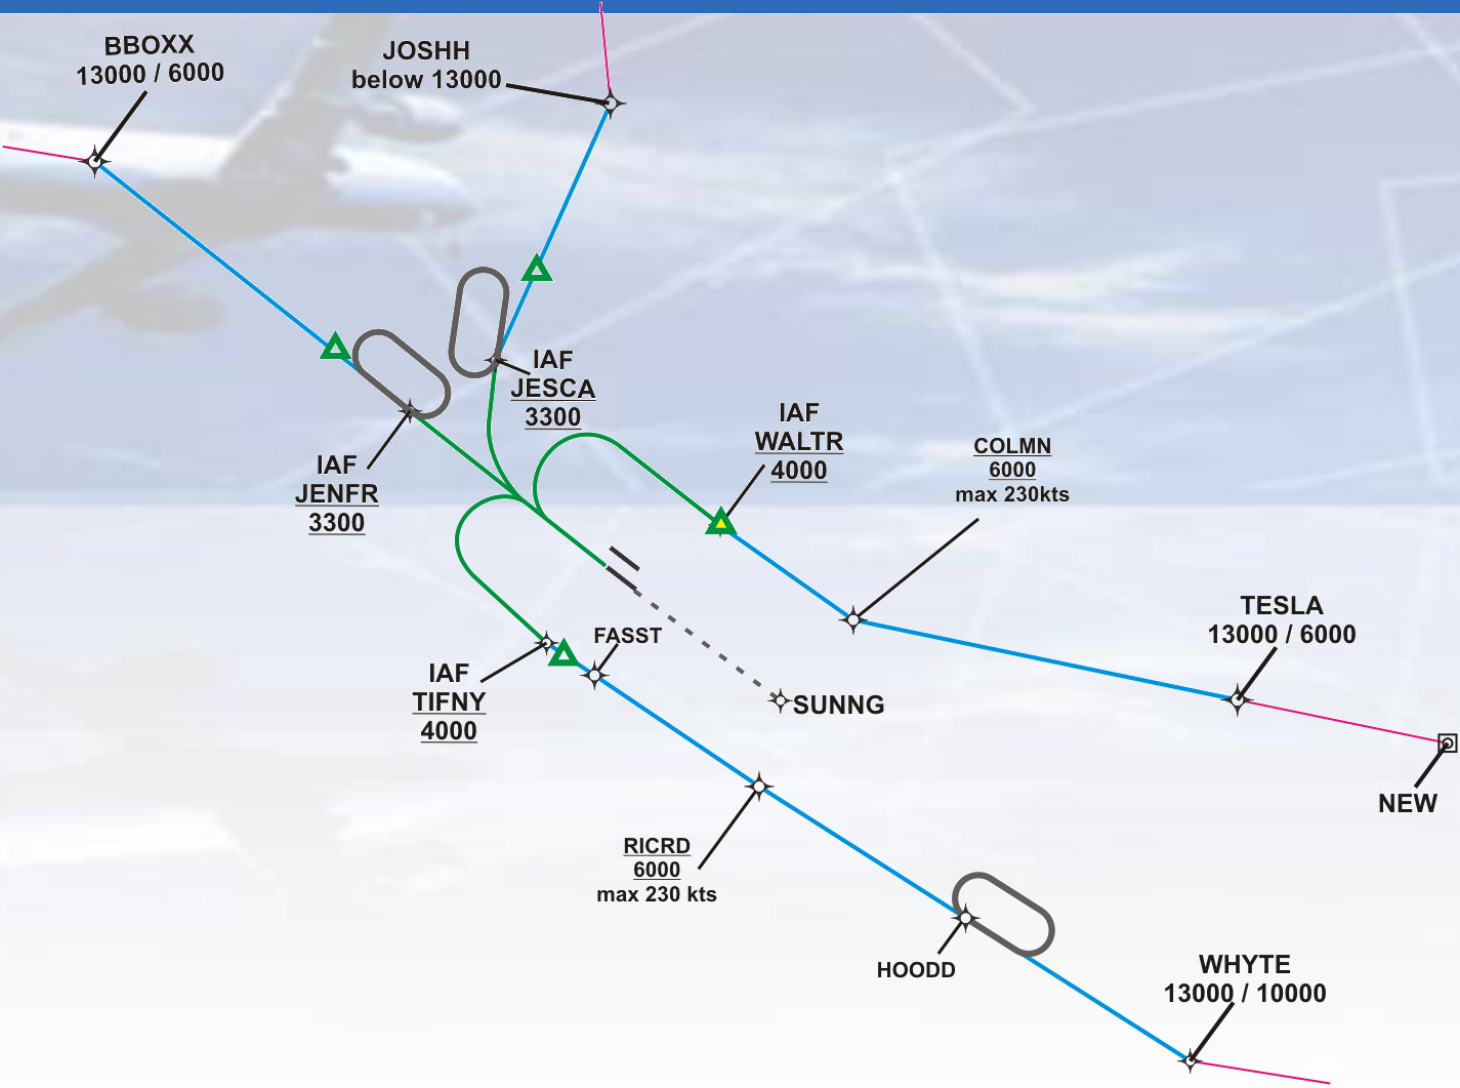 BBOXX
13000 / 6000
JOSHH
below 13000
IAF
JESCA
3300
IAF
JENFR
3300
IAF
WALTR
4000
COLMN
6000
max 230kts
TESLA
13000 / 6000
NEW
FASST
IAF
TIFNY
4000
SUNNG
RICRD
6000
max 230 kts
HOODD
WHYTE
13000 / 10000